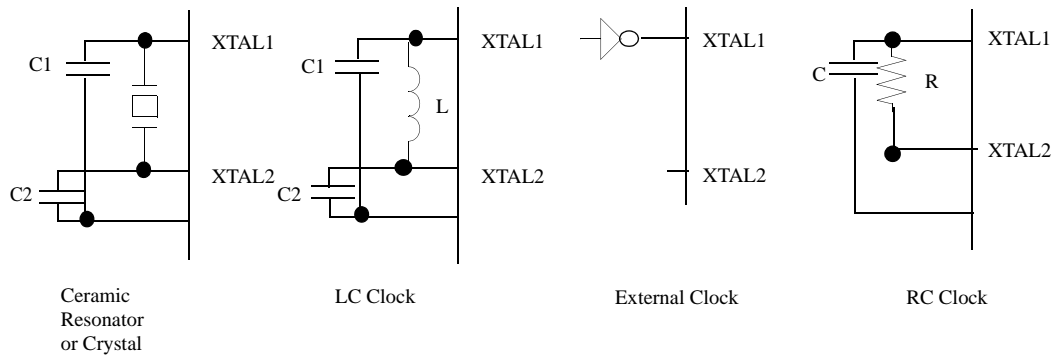 XTAL1
C1
XTAL2
C2
Ceramic
Resonator
or Crystal
XTAL1
C1
L
XTAL2
C2
LC Clock
XTAL1
XTAL2
External Clock
XTAL1
C
R
XTAL2
RC Clock